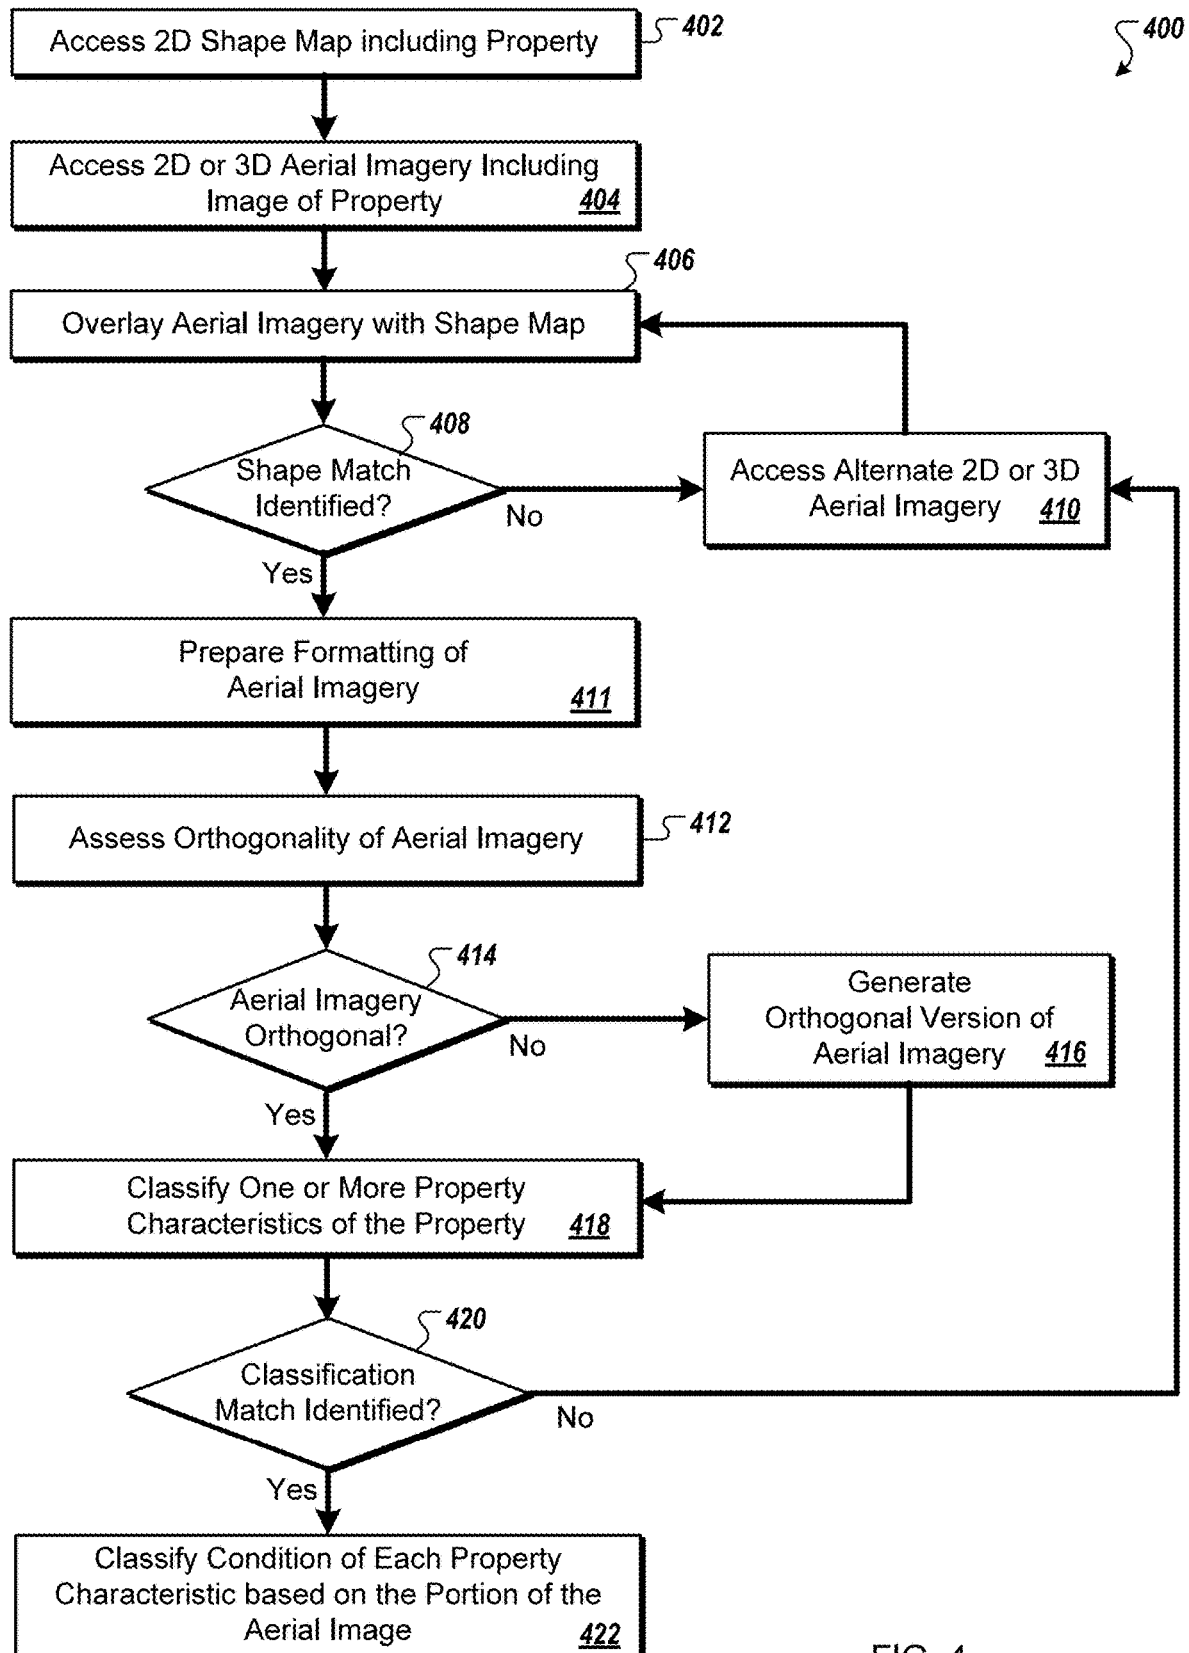 Access 2D Shape Map including Property
402
400
Access 2D or 3D Aerial Imagery Including
Image of Property
404
406
Overlay Aerial Imagery with Shape Map
408
Shape Match
Identified?
No
Yes
Access Alternate 2D or 3D
Aerial Imagery
410
Prepare Formatting of
Aerial Imagery
411
Assess Orthogonality of Aerial Imagery
412
414
Aerial Imagery
Orthogonal?
No
Yes
Generate
Orthogonal Version of
Aerial Imagery
416
Classify One or More Property
Characteristics of the Property
418
420
Classification
Match Identified?
No
Yes
Classify Condition of Each Property
Characteristic based on the Portion of the
Aerial Image
422
FIG. 4